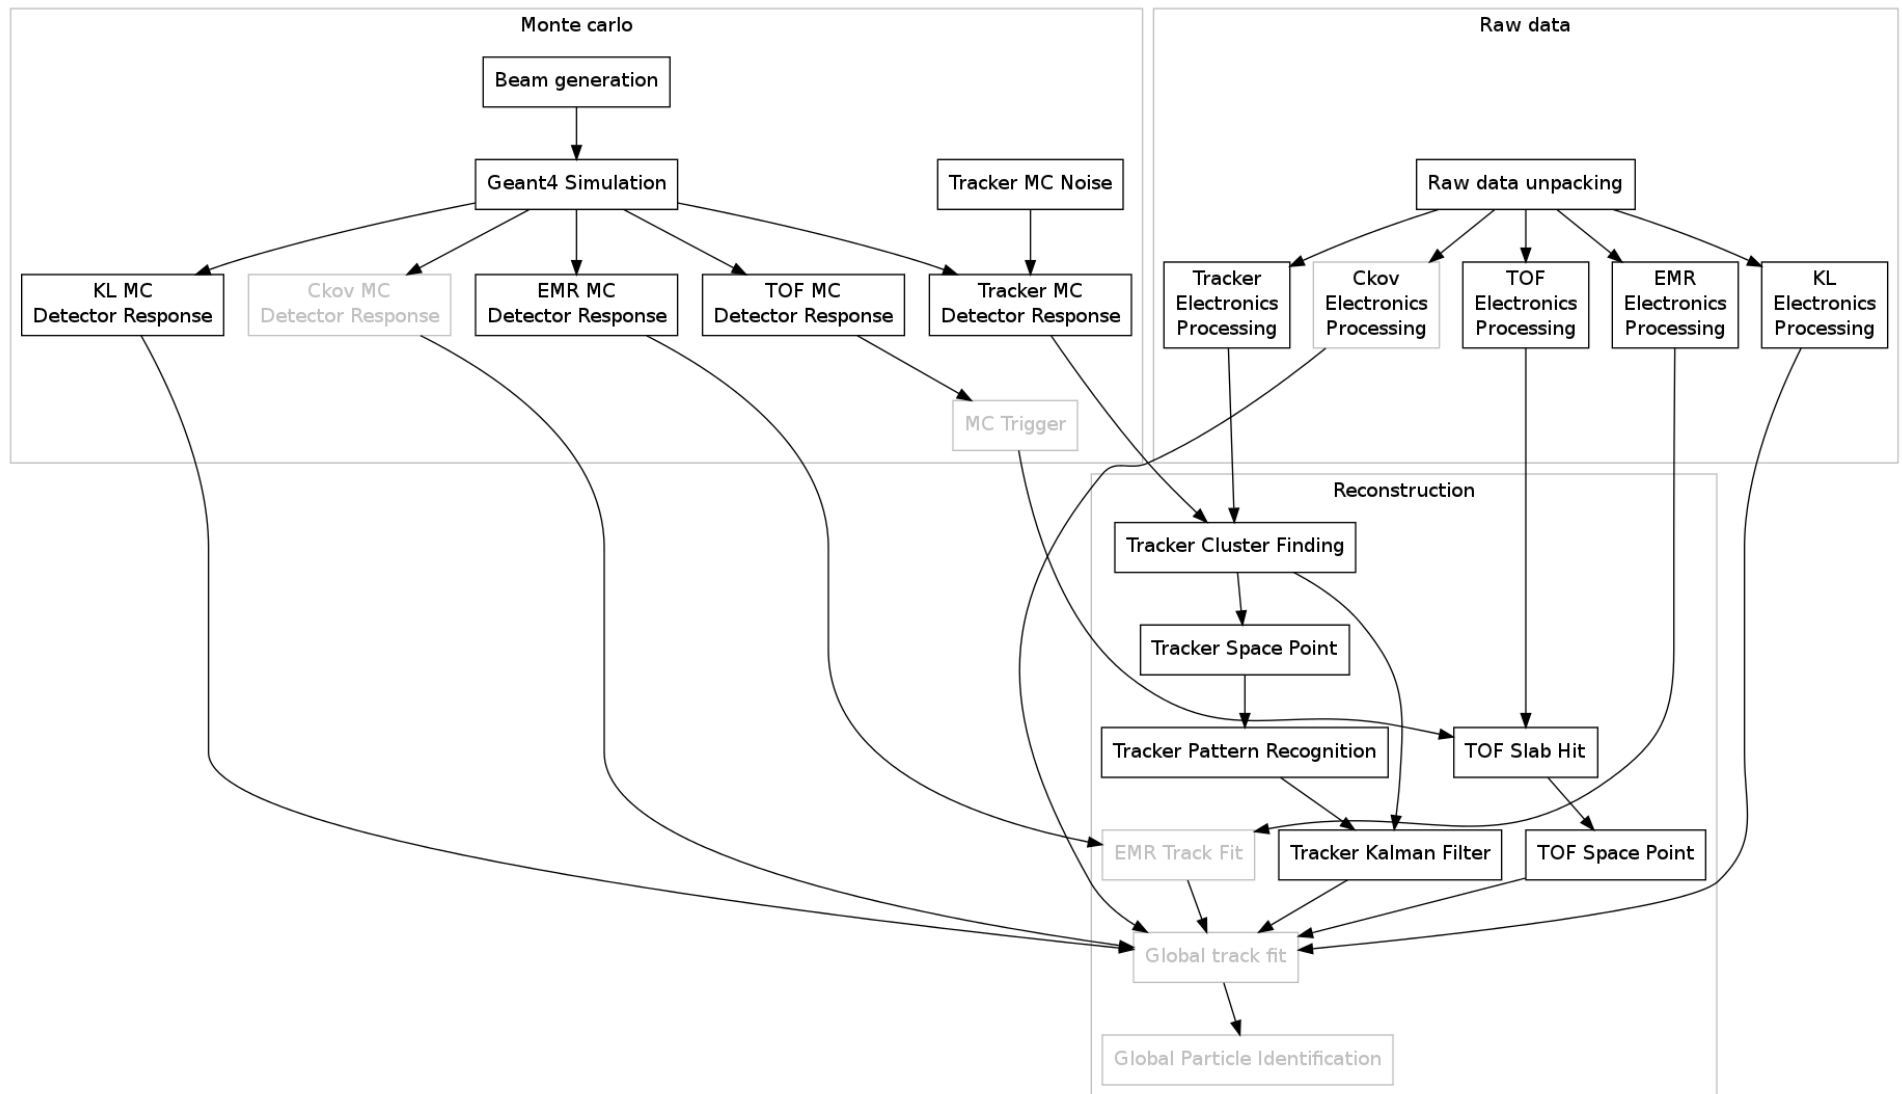 Monte carlo
Raw data
Beam generation
Geant4 Simulation
Tracker MC Noise
Raw data unpacking
KL MC
Detector Response
Ckov MC
Detector Response
EMR MC
Detector Response
TOF MC
Detector Response
Tracker MC
Detector Response
Tracker
Electronics
Processing
Ckov
Electronics
Processing
TOF
Electronics
Processing
EMR
Electronics
Processing
KL
Electronics
Processing
MC Trigger
Reconstruction
Tracker Cluster Finding
Tracker Space Point
Tracker Pattern Recognition
TOF Slab Hit
EMR Track Fit
Tracker Kalman Filter
TOF Space Point
Global track fit
Global Particle Identification